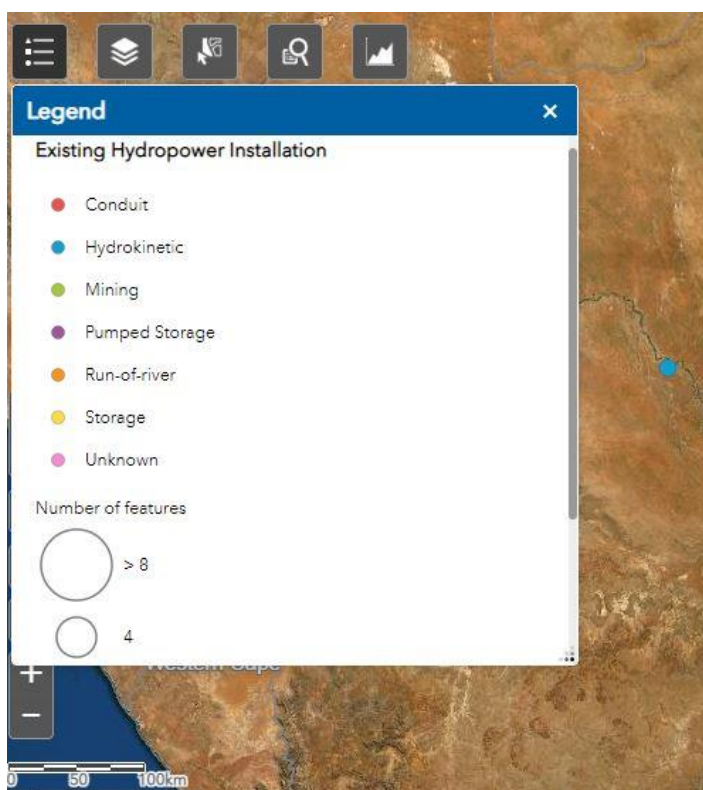 Legend
Existing Hydropower Installation
Conduit
Hydrokinetic
Mining
Pumped Storage
Run-of-river
Storage
Unknown
Number of features
> 8
4
Western Cape
0 50 100km